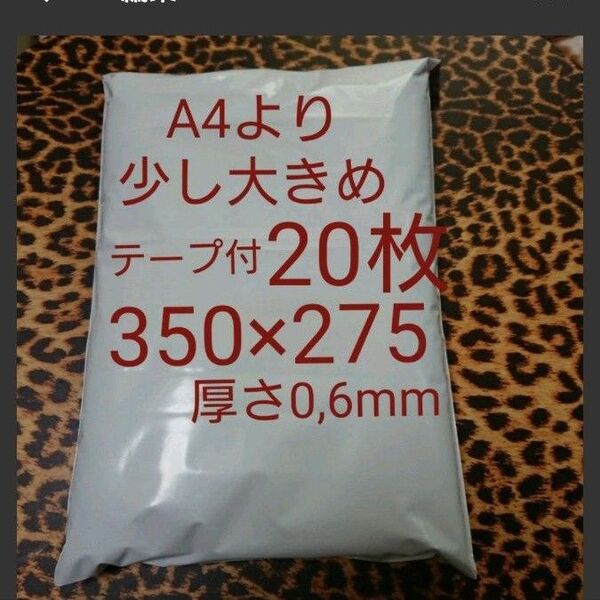 A4より
少し大きめ
テープ付20枚
350×275
厚さ0,6mm